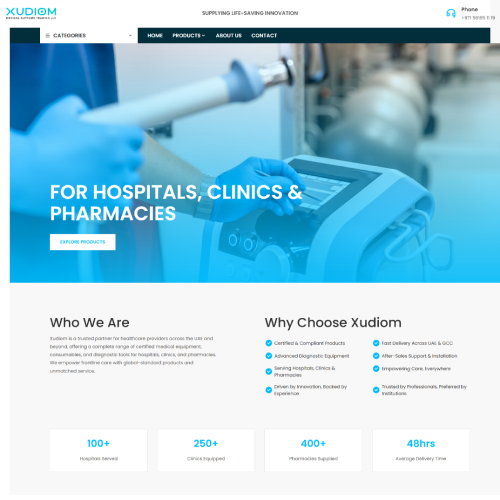 XUDIOM
MEDICAL SUPPLIES TRADING LLC
SUPPLYING LIFE-SAVING INNOVATION
Phone
CATEGORIES
HOME
PRODUCTS
ABOUT US
CONTACT
FOR HOSPITALS, CLINICS &
PHARMACIES
EXPLORE PRODUCTS
Who We Are
Xudiom is a trusted partner for healthcare providers across the UAE and
beyond, offering a complete range of certified medical equipment,
consumables, and diagnostic tools for hospitals, clinics, and pharmacies.
We empower frontline care with global-standard products and
unmatched service.
Why Choose Xudiom
Certified & Compliant Products
Fast Delivery Across UAE & GCC
Advanced Diagnostic Equipment
After-Sales Support & Installation
Serving Hospitals, Clinics &
Pharmacies
Empowering Care, Everywhere
Driven by Innovation, Backed by
Experience
Trusted by Professionals, Preferred by
Institutions
100+
Hospitals Served
250+
Clinics Equipped
400+
Pharmacies Supplied
48hrs
Average Delivery Time